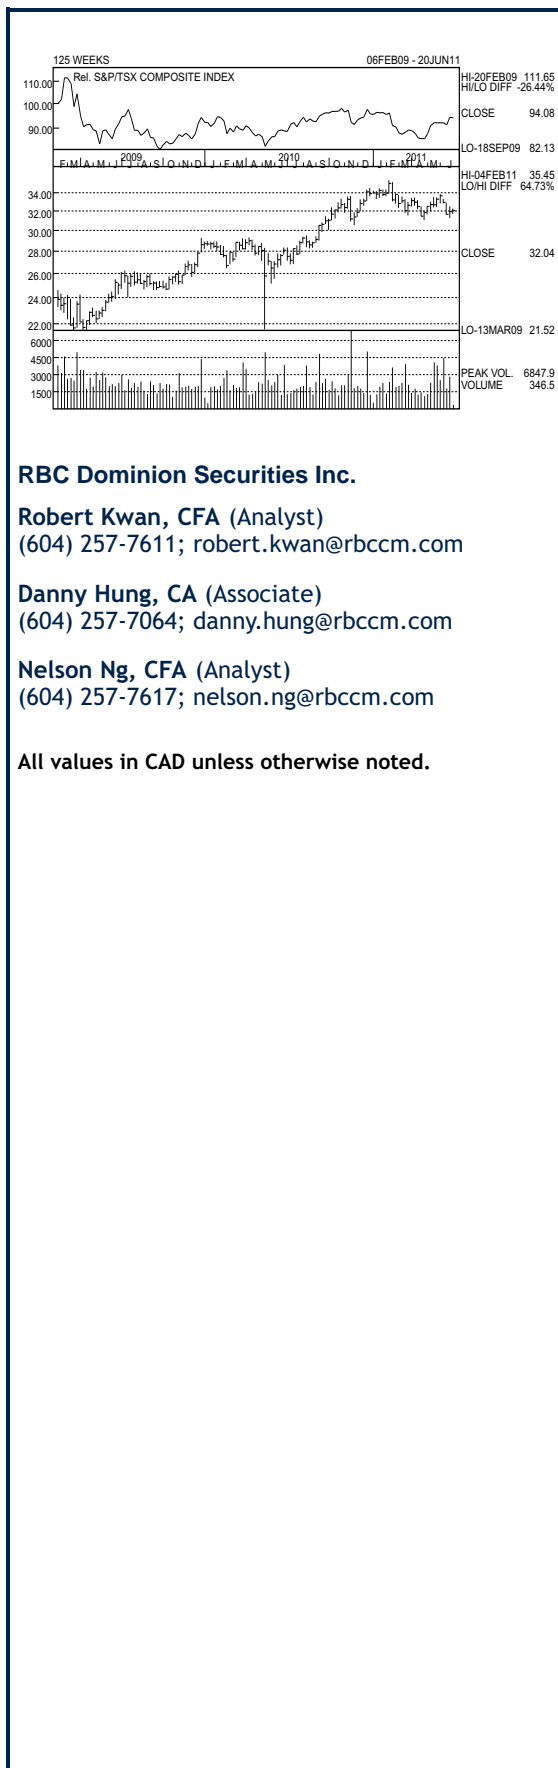 125 WEEKS 06FEB09 - 20JUN11
Rel. S&P/TSX COMPOSITE INDEX
HI-20FEB09 111.65
HI/LO DIFF -26.44%
CLOSE 94.08
LO-18SEP09 82.13
110.00
100.00
90.00
2009 2010 2011
F M A M J J A S O N D J F M A M J J A S O N D J F M A M J
HI-04FEB11 35.45
LO/HI DIFF 64.73%
CLOSE 32.04
LO-13MAR09 21.52
34.00
32.00
30.00
28.00
26.00
24.00
22.00
6000
4500
3000
1500
PEAK VOL. 6847.9
VOLUME 346.5
RBC Dominion Securities Inc.
Robert Kwan, CFA (Analyst)
(604) 257-7611; robert.kwan@rbccm.com
Danny Hung, CA (Associate)
(604) 257-7064; danny.hung@rbccm.com
Nelson Ng, CFA (Analyst)
(604) 257-7617; nelson.ng@rbccm.com
All values in CAD unless otherwise noted.